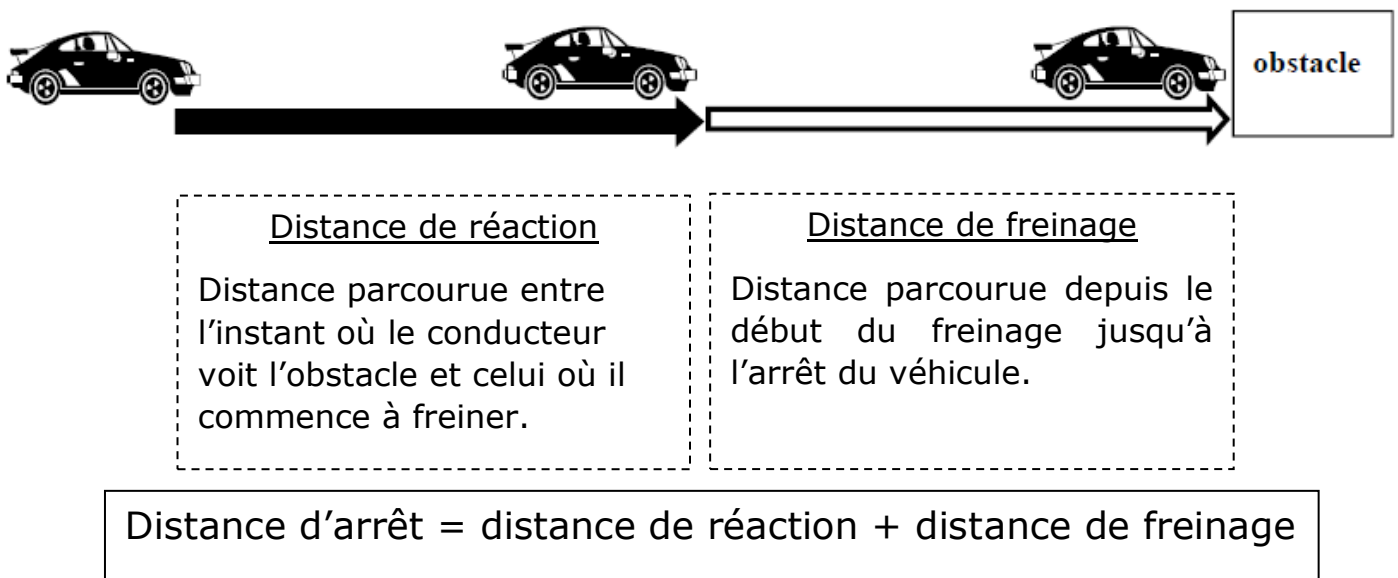 obstacle
Distance de réaction
Distance parcourue entre
l’instant où le conducteur
voit l’obstacle et celui où il
commence à freiner.
Distance de freinage
Distance parcourue depuis le
début du freinage jusqu’à
l’arrêt du véhicule.
Distance d’arrêt = distance de réaction + distance de freinage